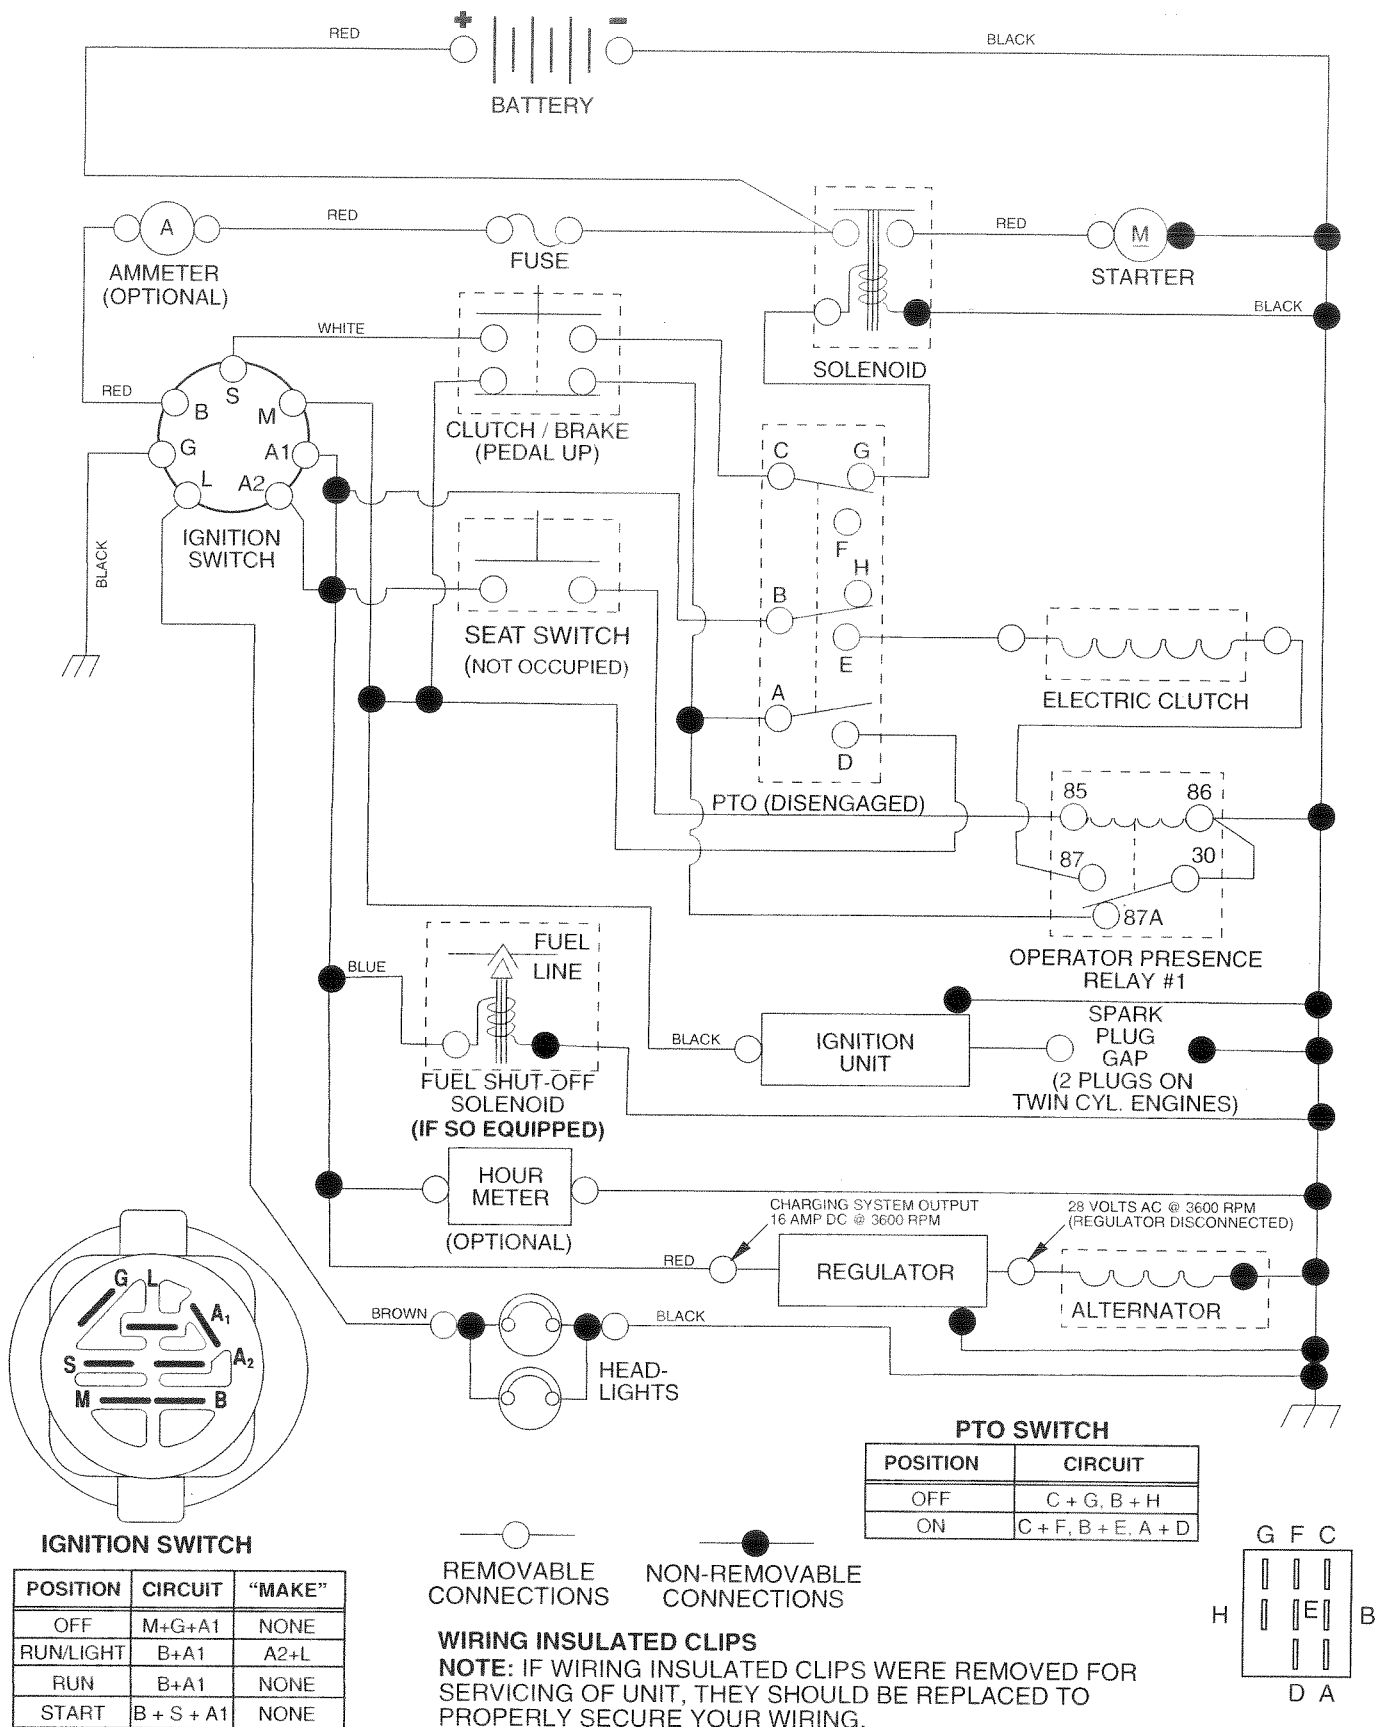 + -
RED
BLACK
BATTERY
A
RED
RED
M
AMMETER
(OPTIONAL)
FUSE
STARTER
BLACK
WHITE
SOLENOID
RED
S
B
M
G
A1
L
A2
CLUTCH / BRAKE
(PEDAL UP)
IGNITION
SWITCH
BLACK
C
G
F
H
B
E
A
D
SEAT SWITCH
(NOT OCCUPIED)
ELECTRIC CLUTCH
PTO (DISENGAGED)
85
86
87
30
87A
OPERATOR PRESENCE
RELAY #1
FUEL
LINE
BLUE
FUEL SHUT-OFF
SOLENOID
(IF SO EQUIPPED)
BLACK
IGNITION
UNIT
SPARK
PLUG
GAP
(2 PLUGS ON
TWIN CYL. ENGINES)
HOUR
METER
(OPTIONAL)
CHARGING SYSTEM OUTPUT
16 AMP DC @ 3600 RPM
28 VOLTS AC @ 3600 RPM
(REGULATOR DISCONNECTED)
RED
REGULATOR
ALTERNATOR
BROWN
BLACK
HEAD-
LIGHTS
G L
A1
S
A2
M
B
IGNITION SWITCH
POSITION CIRCUIT "MAKE"
OFF M+G+A1 NONE
RUN/LIGHT B+A1 A2+L
RUN B+A1 NONE
START B + S + A1 NONE
PTO SWITCH
POSITION CIRCUIT
OFF C + G, B + H
ON C + F, B + E, A + D
REMOVABLE
CONNECTIONS
NON-REMOVABLE
CONNECTIONS
G F C
H E B
D A
WIRING INSULATED CLIPS
NOTE: IF WIRING INSULATED CLIPS WERE REMOVED FOR
SERVICING OF UNIT, THEY SHOULD BE REPLACED TO
PROPERLY SECURE YOUR WIRING.